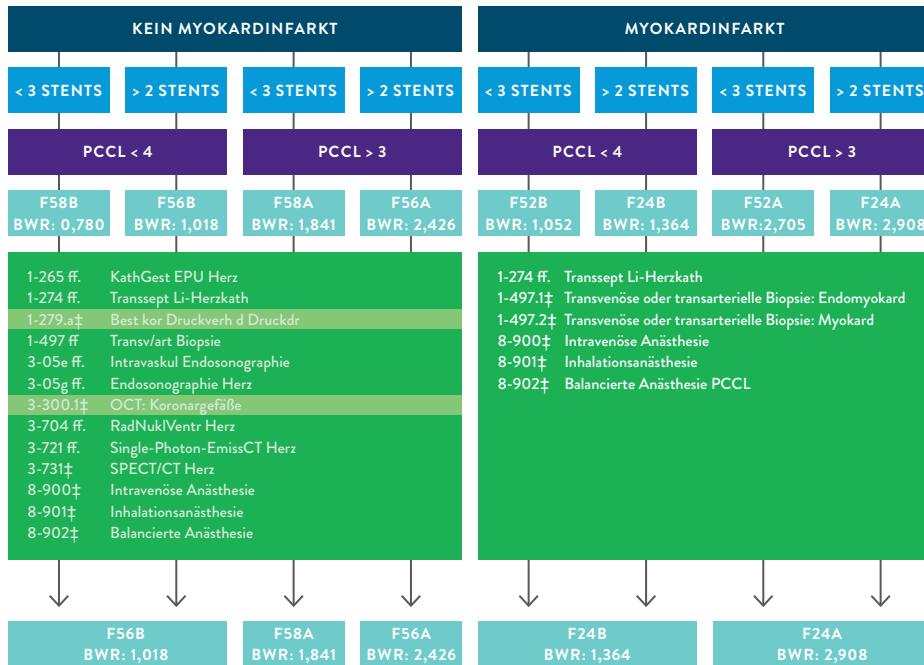 KEIN MYOKARDINFARKT
MYOKARDINFARKT
< 3 STENTS
> 2 STENTS
< 3 STENTS
> 2 STENTS
< 3 STENTS
> 2 STENTS
< 3 STENTS
> 2 STENTS
PCCL < 4
PCCL > 3
PCCL < 4
PCCL > 3
F58B
BWR: 0,780
F56B
BWR: 1,018
F58A
BWR: 1,841
F56A
BWR: 2,426
F52B
BWR: 1,052
F24B
BWR: 1,364
F52A
BWR:2,705
F24A
BWR: 2,908
1-265 ff. KathGest EPU Herz
1-274 ff. Transsept Li-Herzkath
1-279.a‡ Best kor Druckverh d Druckdr
1-497 ff Transv/art Biopsie
3-05e ff. Intravaskul Endosonographie
3-05g ff. Endosonographie Herz
3-300.1‡ OCT: Koronargefäße
3-704 ff. RadNuklVentr Herz
3-721 ff. Single-Photon-EmissCT Herz
3-731‡ SPECT/CT Herz
8-900‡ Intravenöse Anästhesie
8-901‡ Inhalationsanästhesie
8-902‡ Balancierte Anästhesie
1-274 ff. Transsept Li-Herzkath
1-497.1‡ Transvenöse oder transarterielle Biopsie: Endomyokard
1-497.2‡ Transvenöse oder transarterielle Biopsie: Myokard
8-900‡ Intravenöse Anästhesie
8-901‡ Inhalationsanästhesie
8-902‡ Balancierte Anästhesie PCCL
F56B
BWR: 1,018
F58A
BWR: 1,841
F56A
BWR: 2,426
F24B
BWR: 1,364
F24A
BWR: 2,908